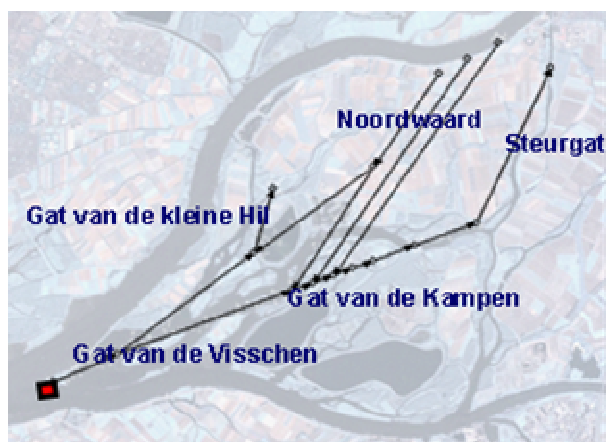 Noordwaard
Steurgat
Gat van de kleine Hil
Gat van de Kampen
Gat van de Visschen